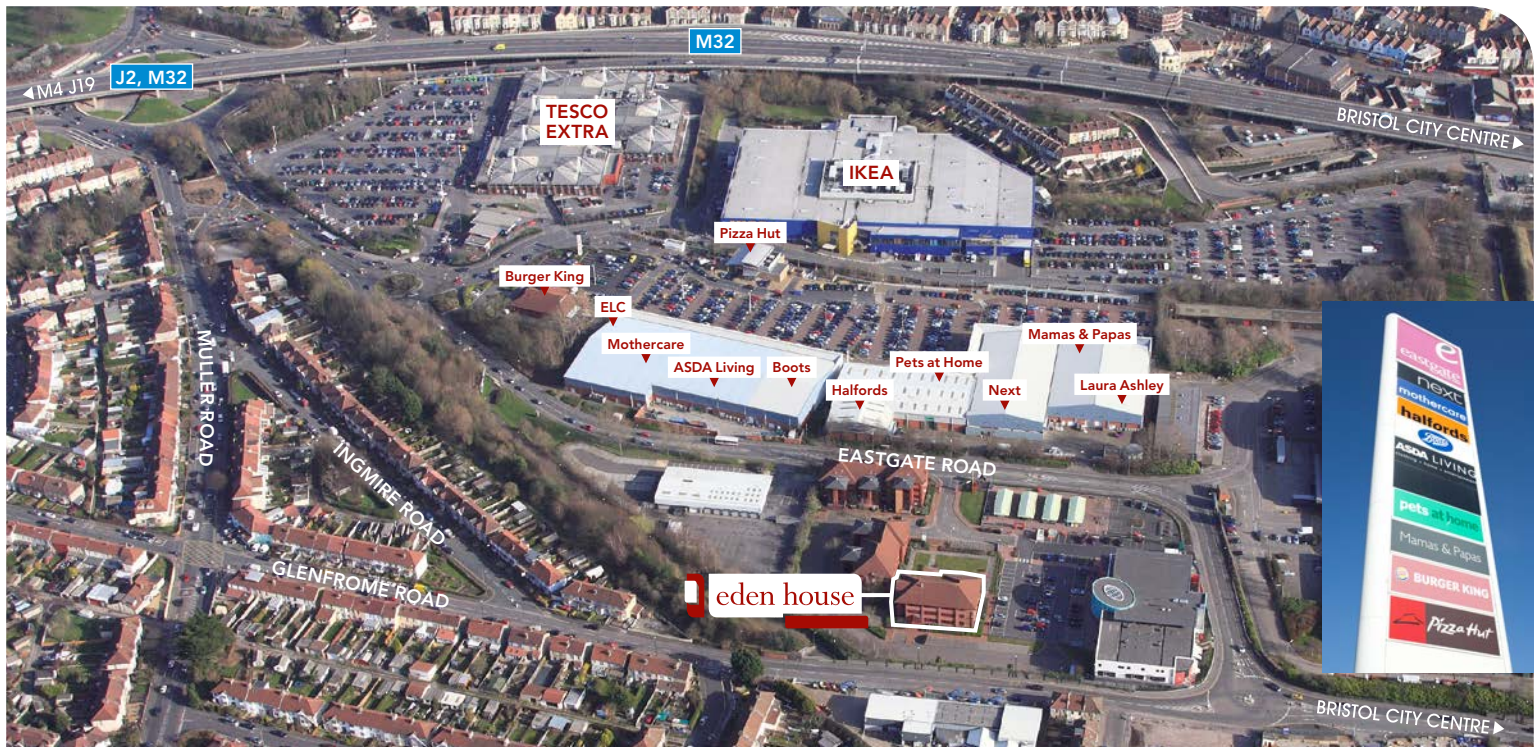 M32
◄M4 J19
J2, M32
TESCO
EXTRA
BRISTOL CITY CENTRE►
IKEA
Pizza Hut
Burger King
ELC
Mothercare
ASDA Living
Boots
Halfords
Pets at Home
Mamas & Papas
Next
Laura Ashley
MULLER ROAD
INGMIRE ROAD
EASTGATE ROAD
GLENFROME ROAD
eden house
BRISTOL CITY CENTRE►
e
eastgate
next
mothercare
halfords
Boots
ASDA LIVING
pets at home
Mamas & Papas
BURGER KING
Pizza Hut